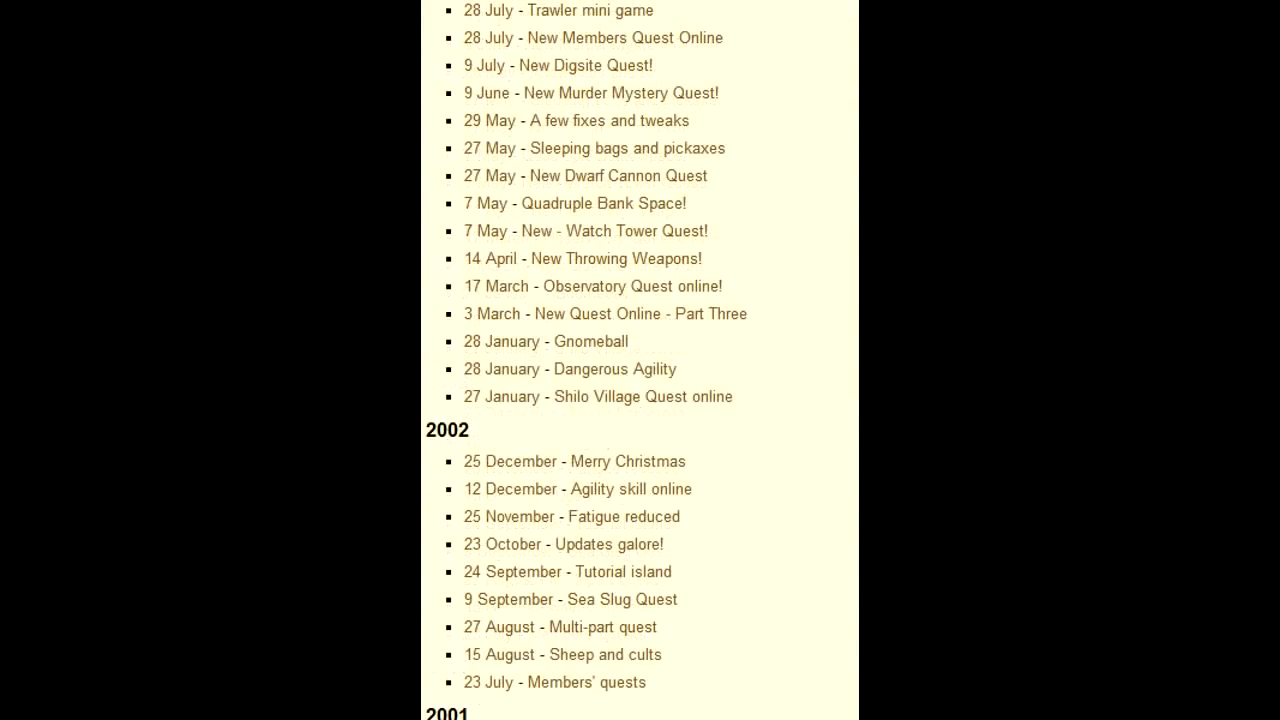 28 July - Trawler mini game
28 July - New Members Quest Online
9 July - New Digsite Quest!
9 June - New Murder Mystery Quest!
29 May - A few fixes and tweaks
27 May - Sleeping bags and pickaxes
27 May - New Dwarf Cannon Quest
7 May - Quadruple Bank Space!
7 May - New - Watch Tower Quest!
14 April - New Throwing Weapons!
17 March - Observatory Quest online!
3 March - New Quest Online - Part Three
28 January - Gnomeball
28 January - Dangerous Agility
27 January - Shilo Village Quest online
2002
25 December - Merry Christmas
12 December - Agility skill online
25 November - Fatigue reduced
23 October - Updates galore!
24 September - Tutorial island
9 September - Sea Slug Quest
27 August - Multi-part quest
15 August - Sheep and cults
23 July - Members' quests
2001